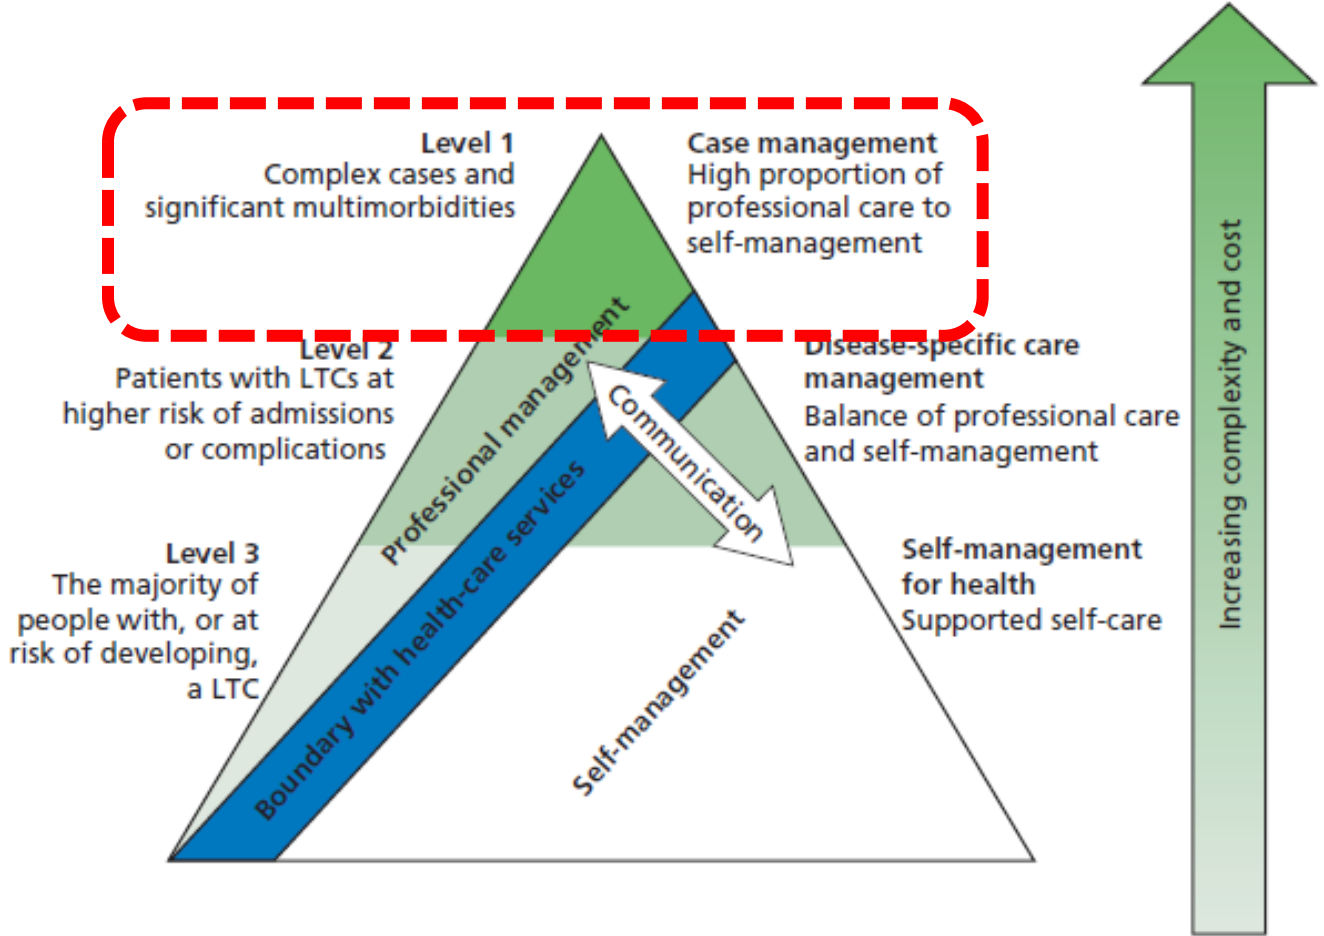 Level 1
Complex cases and
significant multimorbidities
Case management
High proportion of
professional care to
self-management
Level 2
Patients with LTCs at
higher risk of admissions
or complications
Disease-specific care
management
Balance of professional care
and self-management
Level 3
The majority of
people with, or at
risk of developing,
a LTC
Self-management
for health
Supported self-care
Professional management
Boundary with health-care services
Communication
Self-management
Increasing complexity and cost